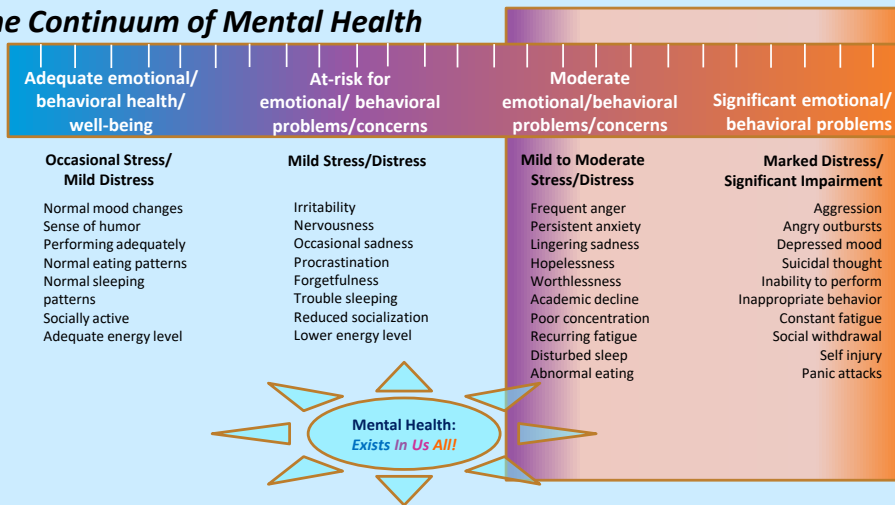 he Continuum of Mental Health
Adequate emotional/
behavioral health/
well-being
At-risk for
emotional/ behavioral
problems/concerns
Moderate
emotional/behavioral
problems/concerns
Significant emotional/
behavioral problems
Occasional Stress/
Mild Distress
Normal mood changes
Sense of humor
Performing adequately
Normal eating patterns
Normal sleeping
patterns
Socially active
Adequate energy level
Mild Stress/Distress
Irritability
Nervousness
Occasional sadness
Procrastination
Forgetfulness
Trouble sleeping
Reduced socialization
Lower energy level
Mild to Moderate
Stress/Distress
Frequent anger
Persistent anxiety
Lingering sadness
Hopelessness
Worthlessness
Academic decline
Poor concentration
Recurring fatigue
Disturbed sleep
Abnormal eating
Marked Distress/
Significant Impairment
Aggression
Angry outbursts
Depressed mood
Suicidal thought
Inability to perform
Inappropriate behavior
Constant fatigue
Social withdrawal
Self injury
Panic attacks
Mental Health:
Exists In Us All!